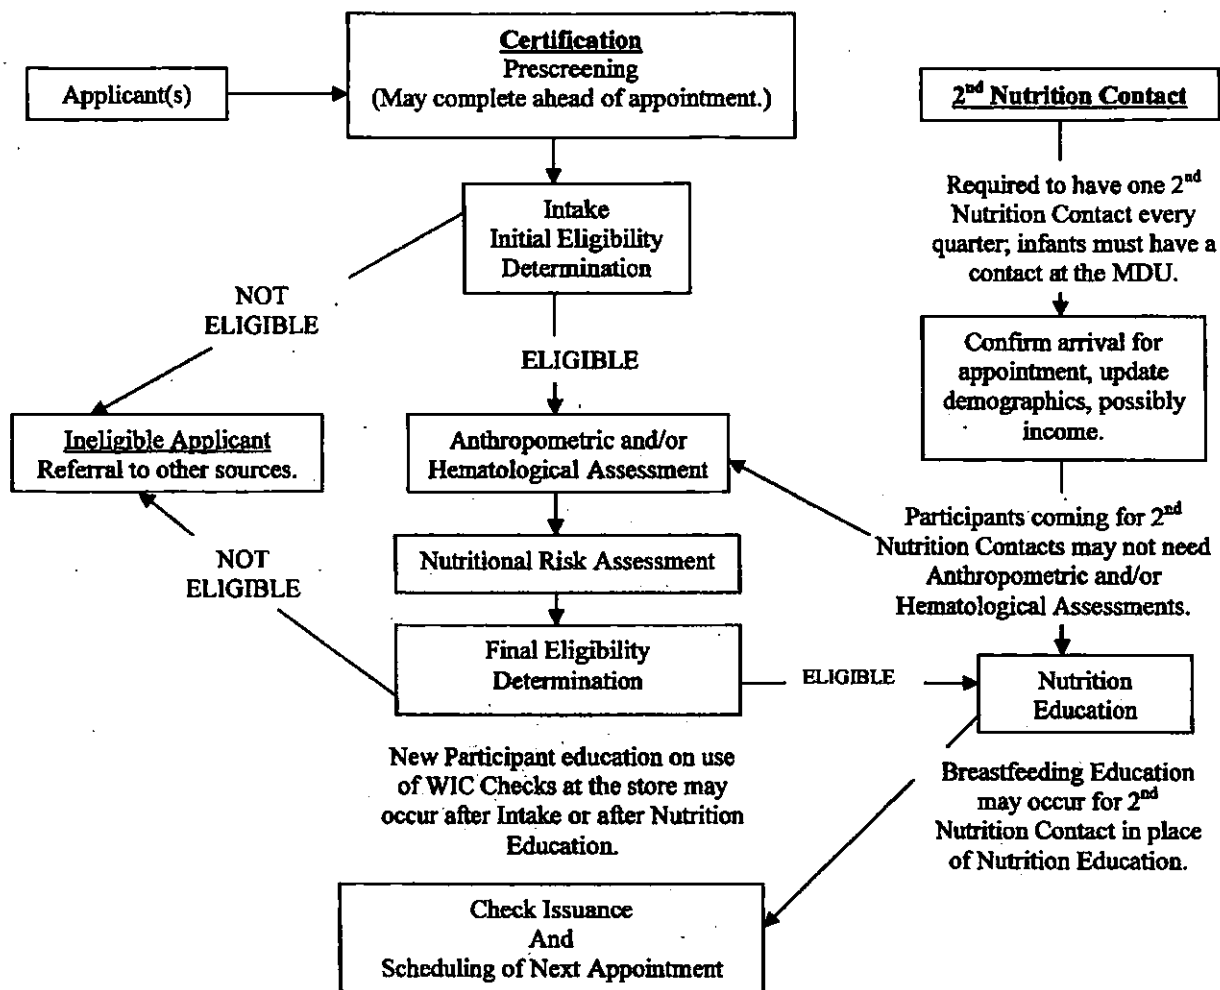 Applicant(s)
Certification
Prescreening
(May complete ahead of appointment.)
Intake
Initial Eligibility
Determination
NOT
ELIGIBLE
ELIGIBLE
Ineligible Applicant
Referral to other sources.
Anthropometric and/or
Hematological Assessment
Nutritional Risk Assessment
NOT
ELIGIBLE
Final Eligibility
Determination
ELIGIBLE
New Participant education on use
of WIC Checks at the store may
occur after Intake or after Nutrition
Education.
Check Issuance
And
Scheduling of Next Appointment
2nd Nutrition Contact
Required to have one 2nd
Nutrition Contact every
quarter; infants must have a
contact at the MDU.
Confirm arrival for
appointment, update
demographics, possibly
income.
Participants coming for 2nd
Nutrition Contacts may not need
Anthropometric and/or
Hematological Assessments.
Nutrition
Education
Breastfeeding Education
may occur for 2nd
Nutrition Contact in place
of Nutrition Education.